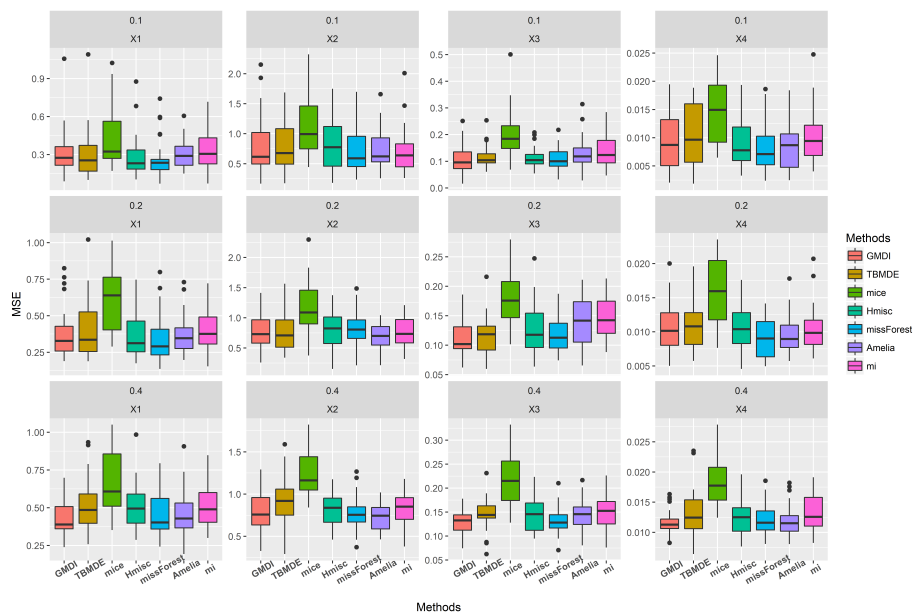 0.1 0.1 0.1 0.1
X1 X2 X3 X4
0.9
0.6
0.3
2.0
1.5
1.0
0.5
0.5
0.4
0.3
0.2
0.1
0.0
0.025
0.020
0.015
0.010
0.005
0.2 0.2 0.2 0.2
X1 X2 X3 X4
MSE
1.00
0.75
0.50
0.25
2.0
1.5
1.0
0.5
0.25
0.20
0.15
0.10
0.05
0.020
0.015
0.010
0.005
0.4 0.4 0.4 0.4
X1 X2 X3 X4
1.00
0.75
0.50
0.25
1.5
1.0
0.5
0.30
0.25
0.20
0.15
0.10
0.05
0.025
0.020
0.015
0.010
GMDI TBMDE mice Hmisc missForest Amelia mi
GMDI TBMDE mice Hmisc missForest Amelia mi
GMDI TBMDE mice Hmisc missForest Amelia mi
GMDI TBMDE mice Hmisc missForest Amelia mi
Methods
Methods
GMDI
TBMDE
mice
Hmisc
missForest
Amelia
mi